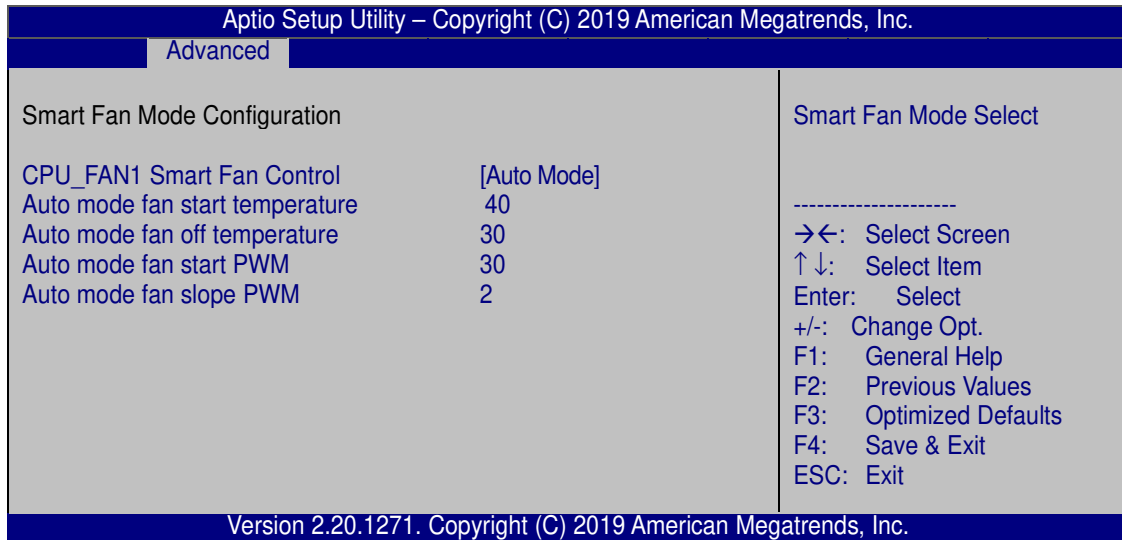 Aptio Setup Utility – Copyright (C) 2019 American Megatrends, Inc.
Advanced
Smart Fan Mode Configuration
CPU_FAN1 Smart Fan Control [Auto Mode]
Auto mode fan start temperature 40
Auto mode fan off temperature 30
Auto mode fan start PWM 30
Auto mode fan slope PWM 2
Smart Fan Mode Select
---------------------
→←: Select Screen
↑↓: Select Item
Enter: Select
+/-: Change Opt.
F1: General Help
F2: Previous Values
F3: Optimized Defaults
F4: Save & Exit
ESC: Exit
Version 2.20.1271. Copyright (C) 2019 American Megatrends, Inc.